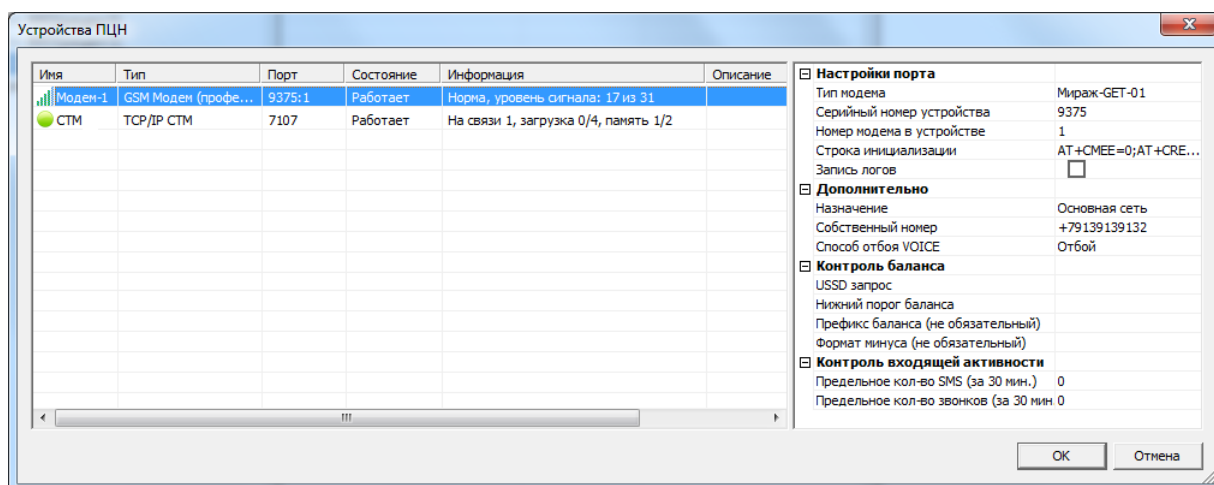 Устройства ПЦН
Имя Тип Порт Состояние Информация Описание
Модем-1 GSM Модем (профе... 9375:1 Работает Норма, уровень сигнала: 17 из 31
СТМ TCP/IP СТМ 7107 Работает На связи 1, загрузка 0/4, память 1/2
Настройки порта
Тип модема Мираж-GET-01
Серийный номер устройства 9375
Номер модема в устройстве 1
Строка инициализации AT+CMEE=0;AT+CRE...
Запись логов
Дополнительно
Назначение Основная сеть
Собственный номер +79139139132
Способ отбоя VOICE Отбой
Контроль баланса
USSD запрос
Нижний порог баланса
Префикс баланса (не обязательный)
Формат минуса (не обязательный)
Контроль входящей активности
Предельное кол-во SMS (за 30 мин.) 0
Предельное кол-во звонков (за 30 мин 0
OK Отмена